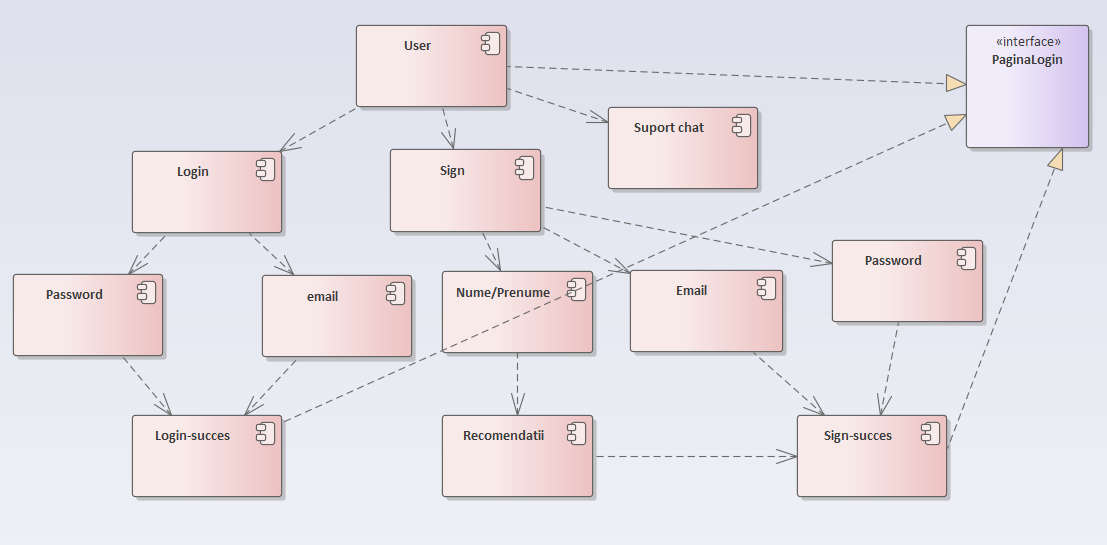 User
«interface»
PaginaLogin
Suport chat
Login
Sign
Password
Password
email
Nume/Prenume
Email
Login-succes
Recomendatii
Sign-succes